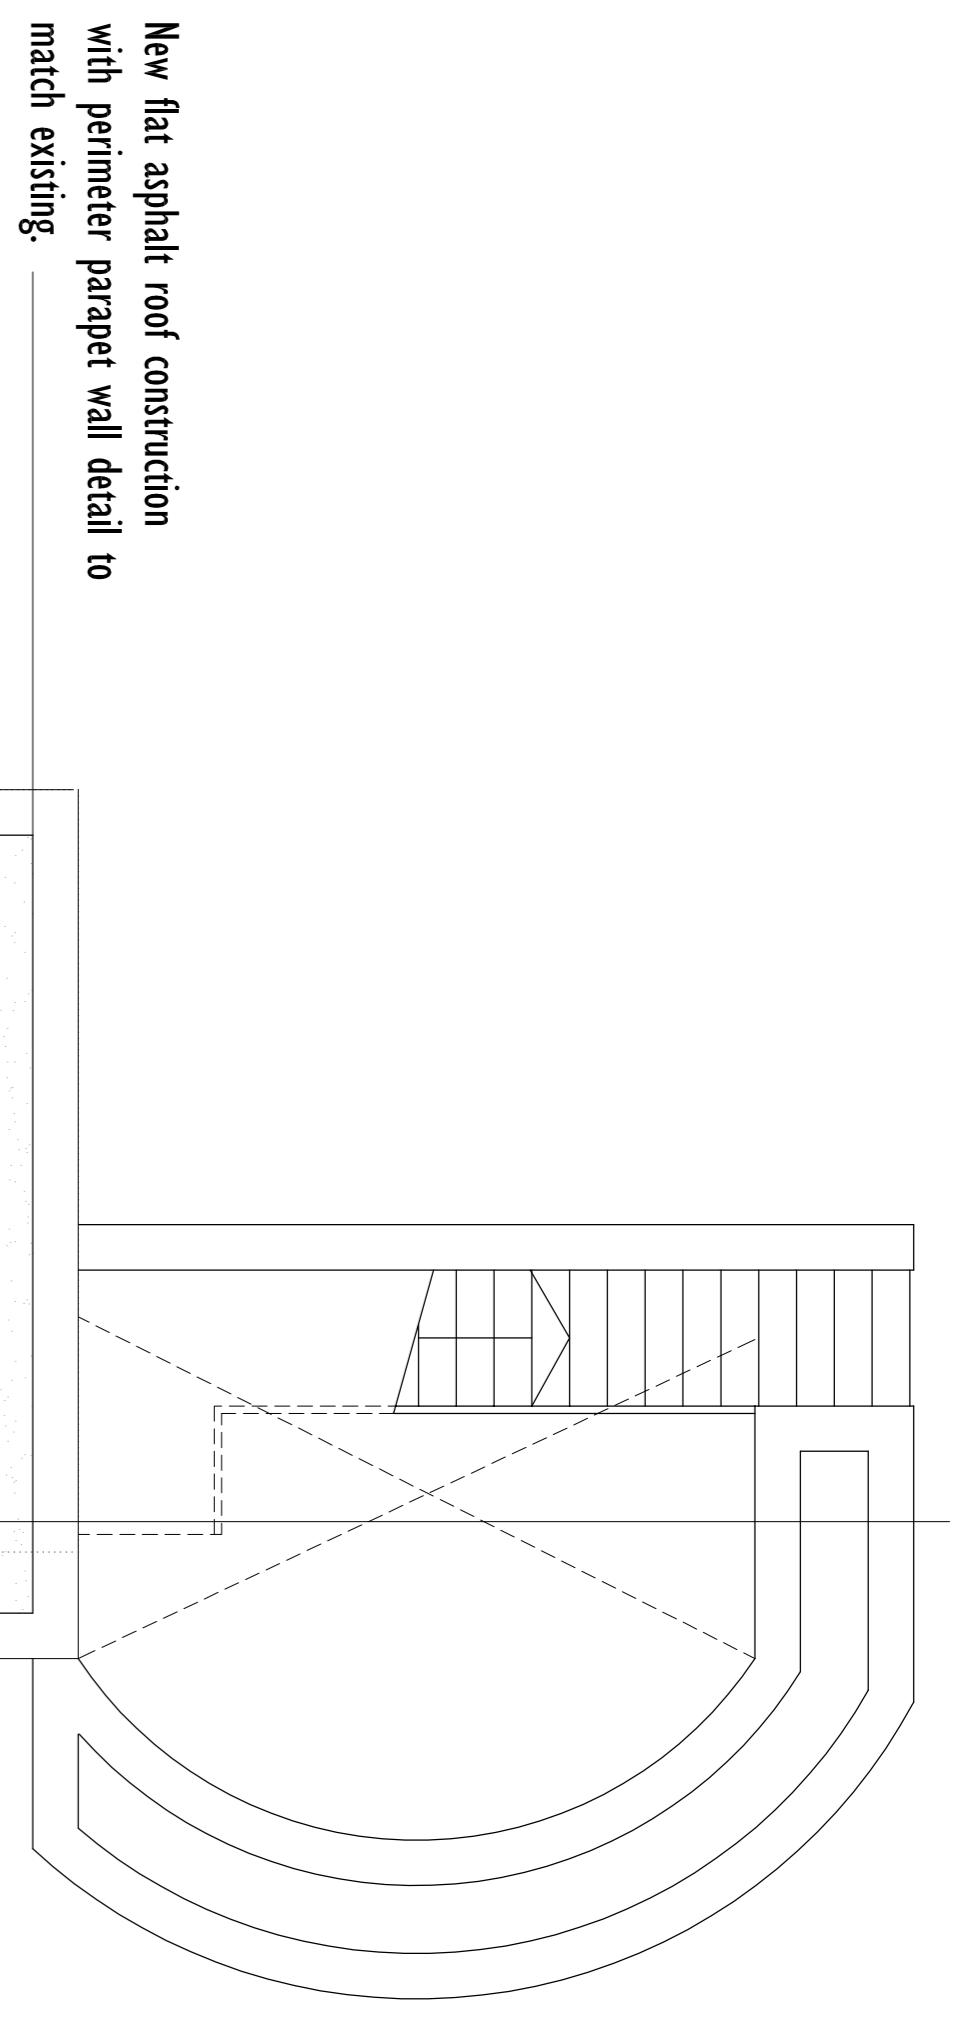 New flat asphalt roof construction
with perimeter parapet wall detail to
match existing.